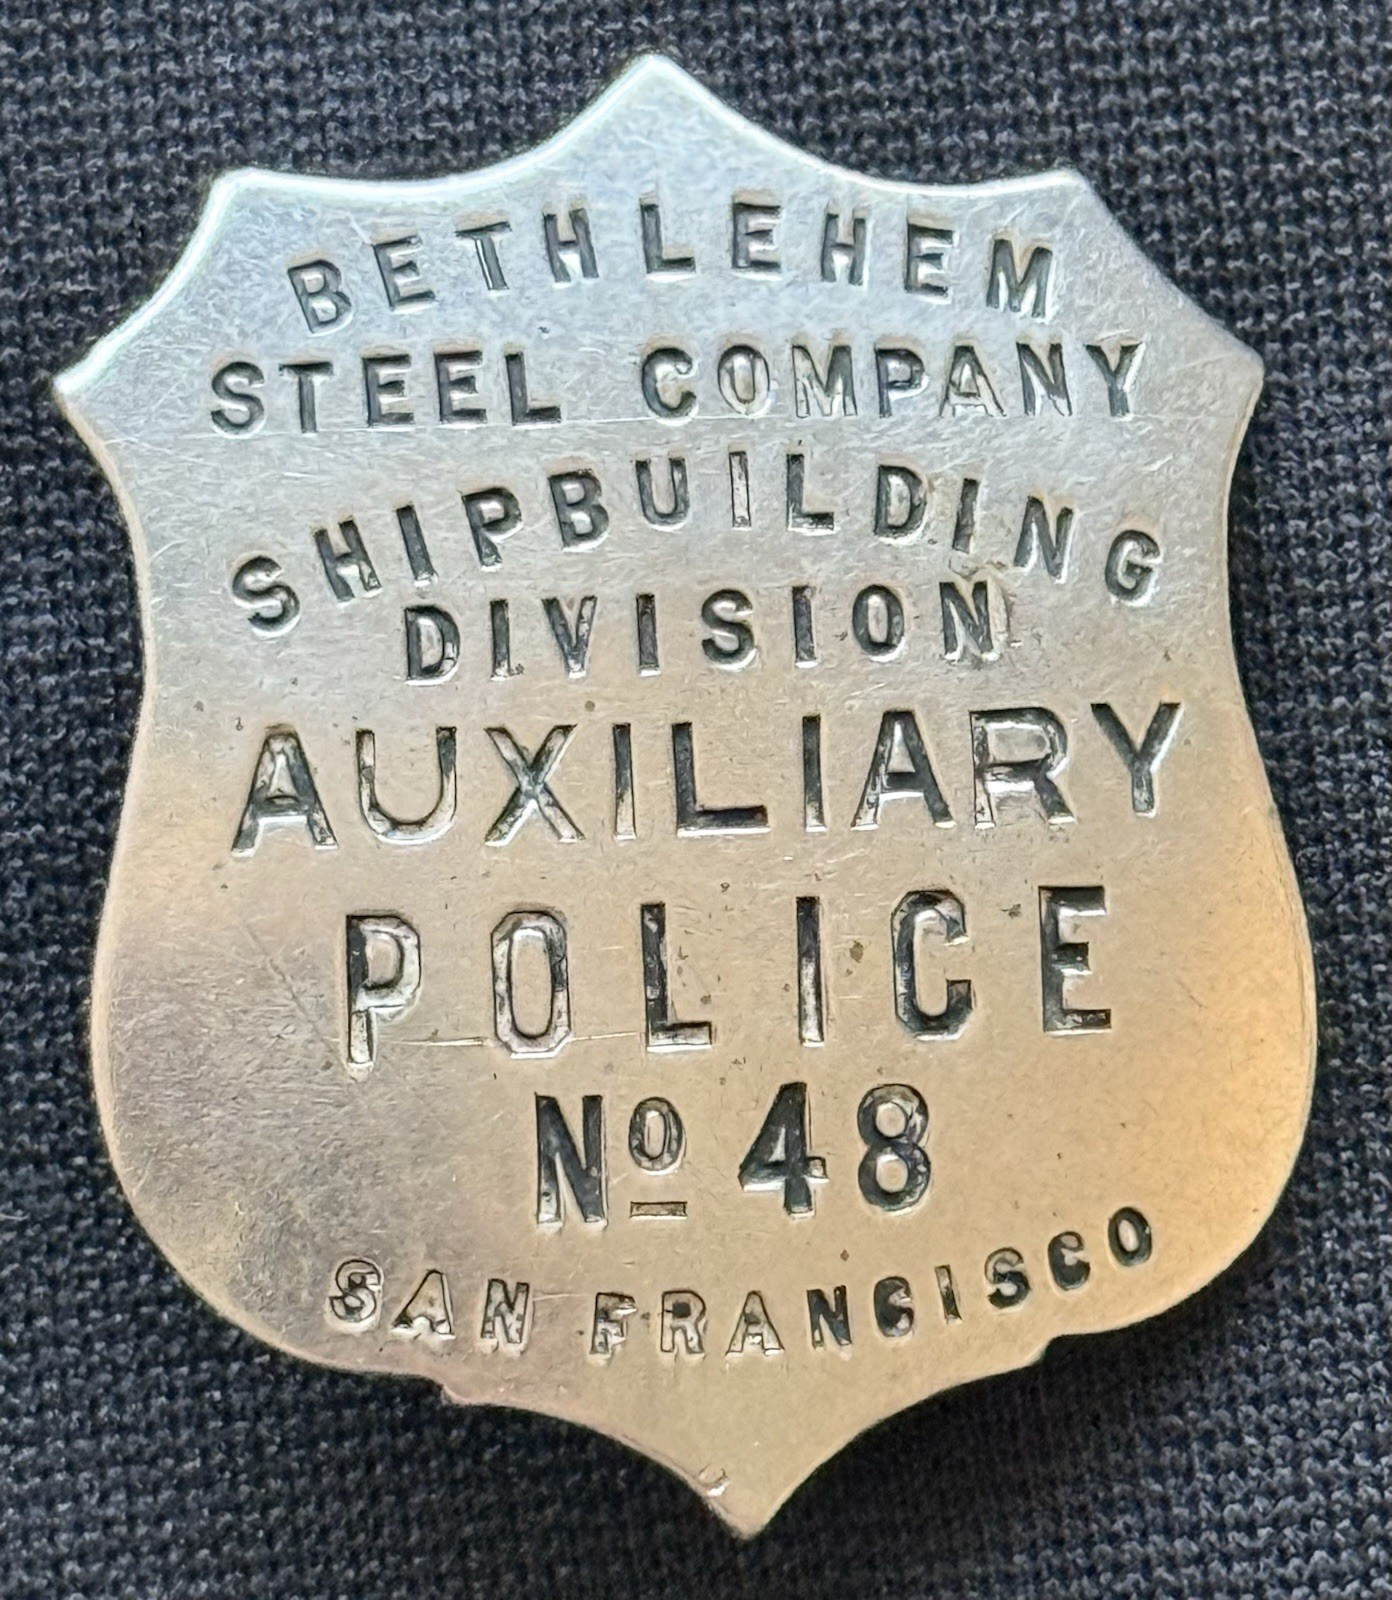 BETHLEHEM
STEEL COMPANY
SHIPBUILDING
DIVISION
AUXILIARY
POLICE
Nº 48
SAN FRANCISCO